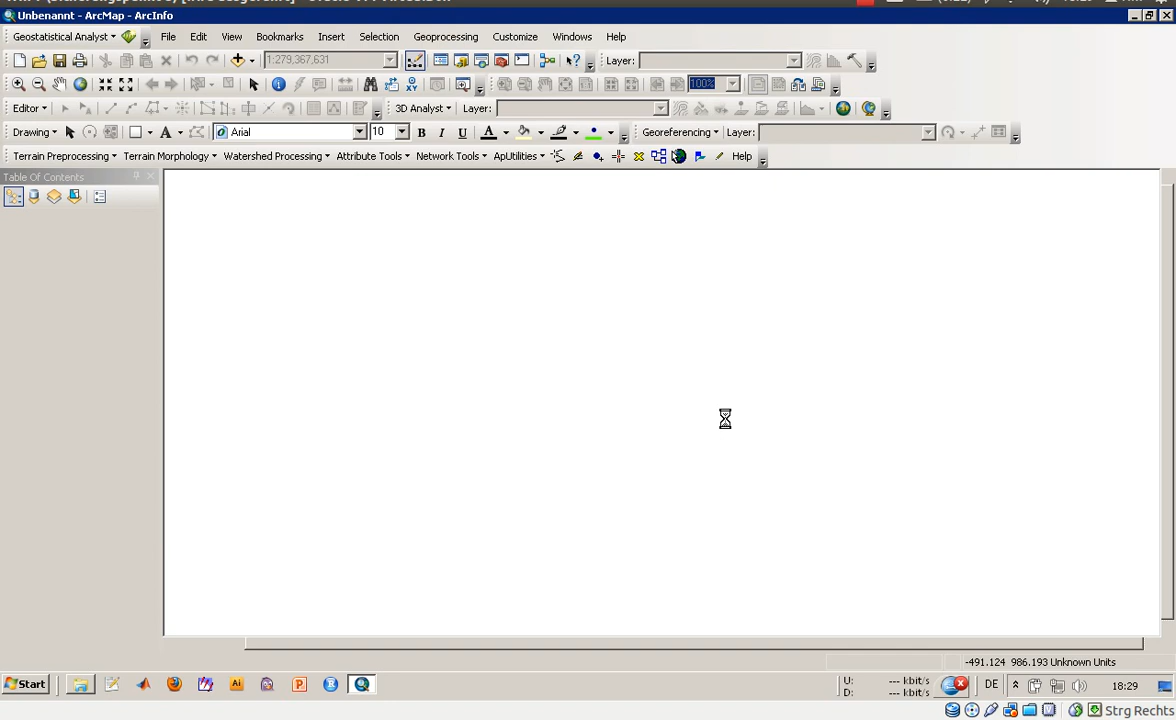 Unbenannt - ArcMap - ArcInfo
Geostatistical Analyst File Edit View Bookmarks Insert Selection Geoprocessing Customize Windows Help
1:279,367,631 Layer:
100%
Editor 3D Analyst Layer:
Drawing A Arial 10 B I U A Georeferencing Layer:
Terrain Preprocessing Terrain Morphology Watershed Processing Attribute Tools Network Tools ApUtilities Help
Table Of Contents
-491.124 986.193 Unknown Units
Start Ai P R U: --- kbit/s DE 18:29
D: --- kbit/s
Strg Rechts